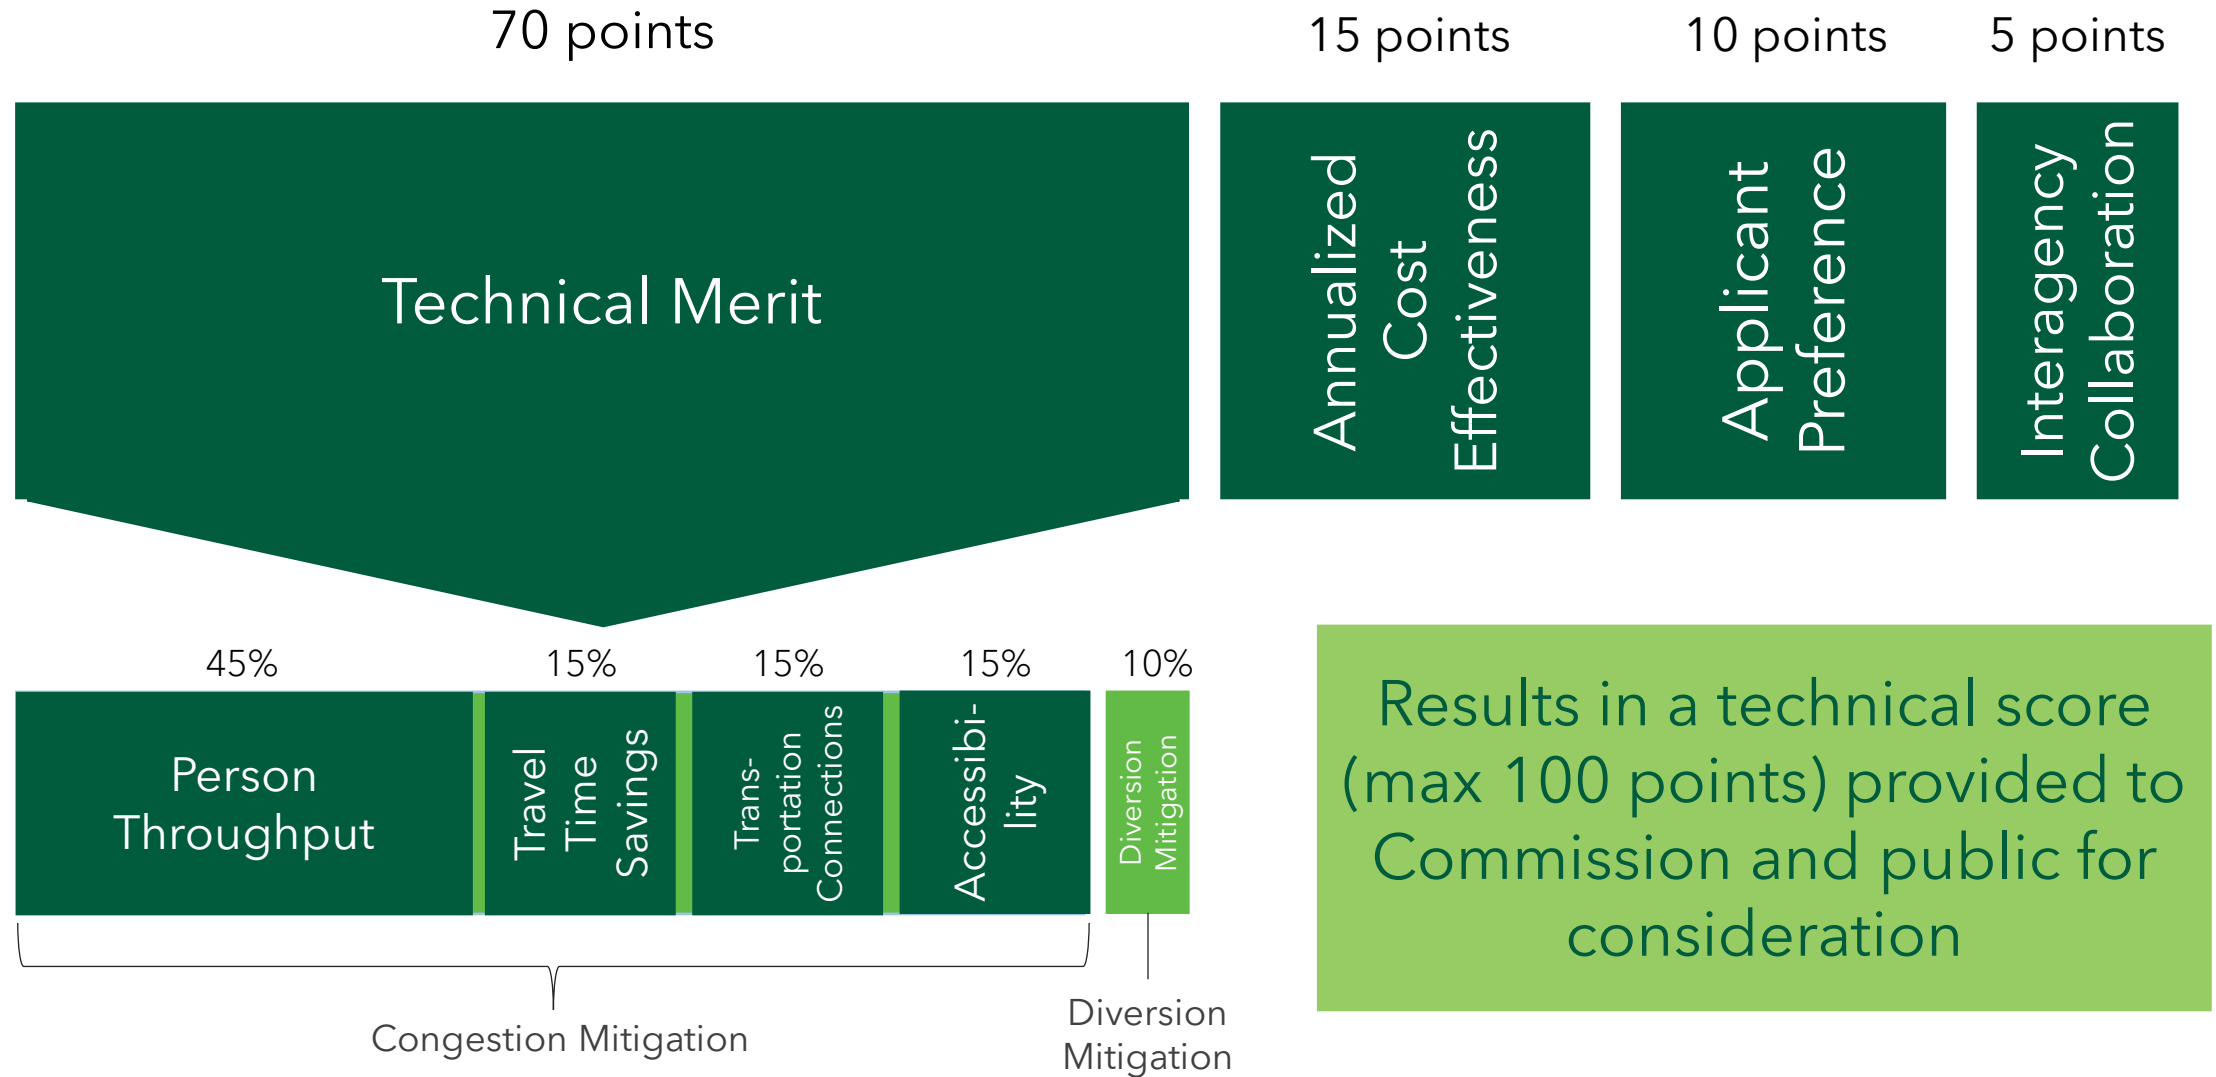 70 points
15 points
10 points
5 points
Technical Merit
Annualized
Cost
Effectiveness
Applicant
Preference
Interagency
Collaboration
45%
15%
15%
15%
10%
Person
Throughput
Travel
Time
Savings
Trans-
portation
Connections
Accessibi-
lity
Diversion
Mitigation
Congestion Mitigation
Diversion
Mitigation
Results in a technical score
(max 100 points) provided to
Commission and public for
consideration